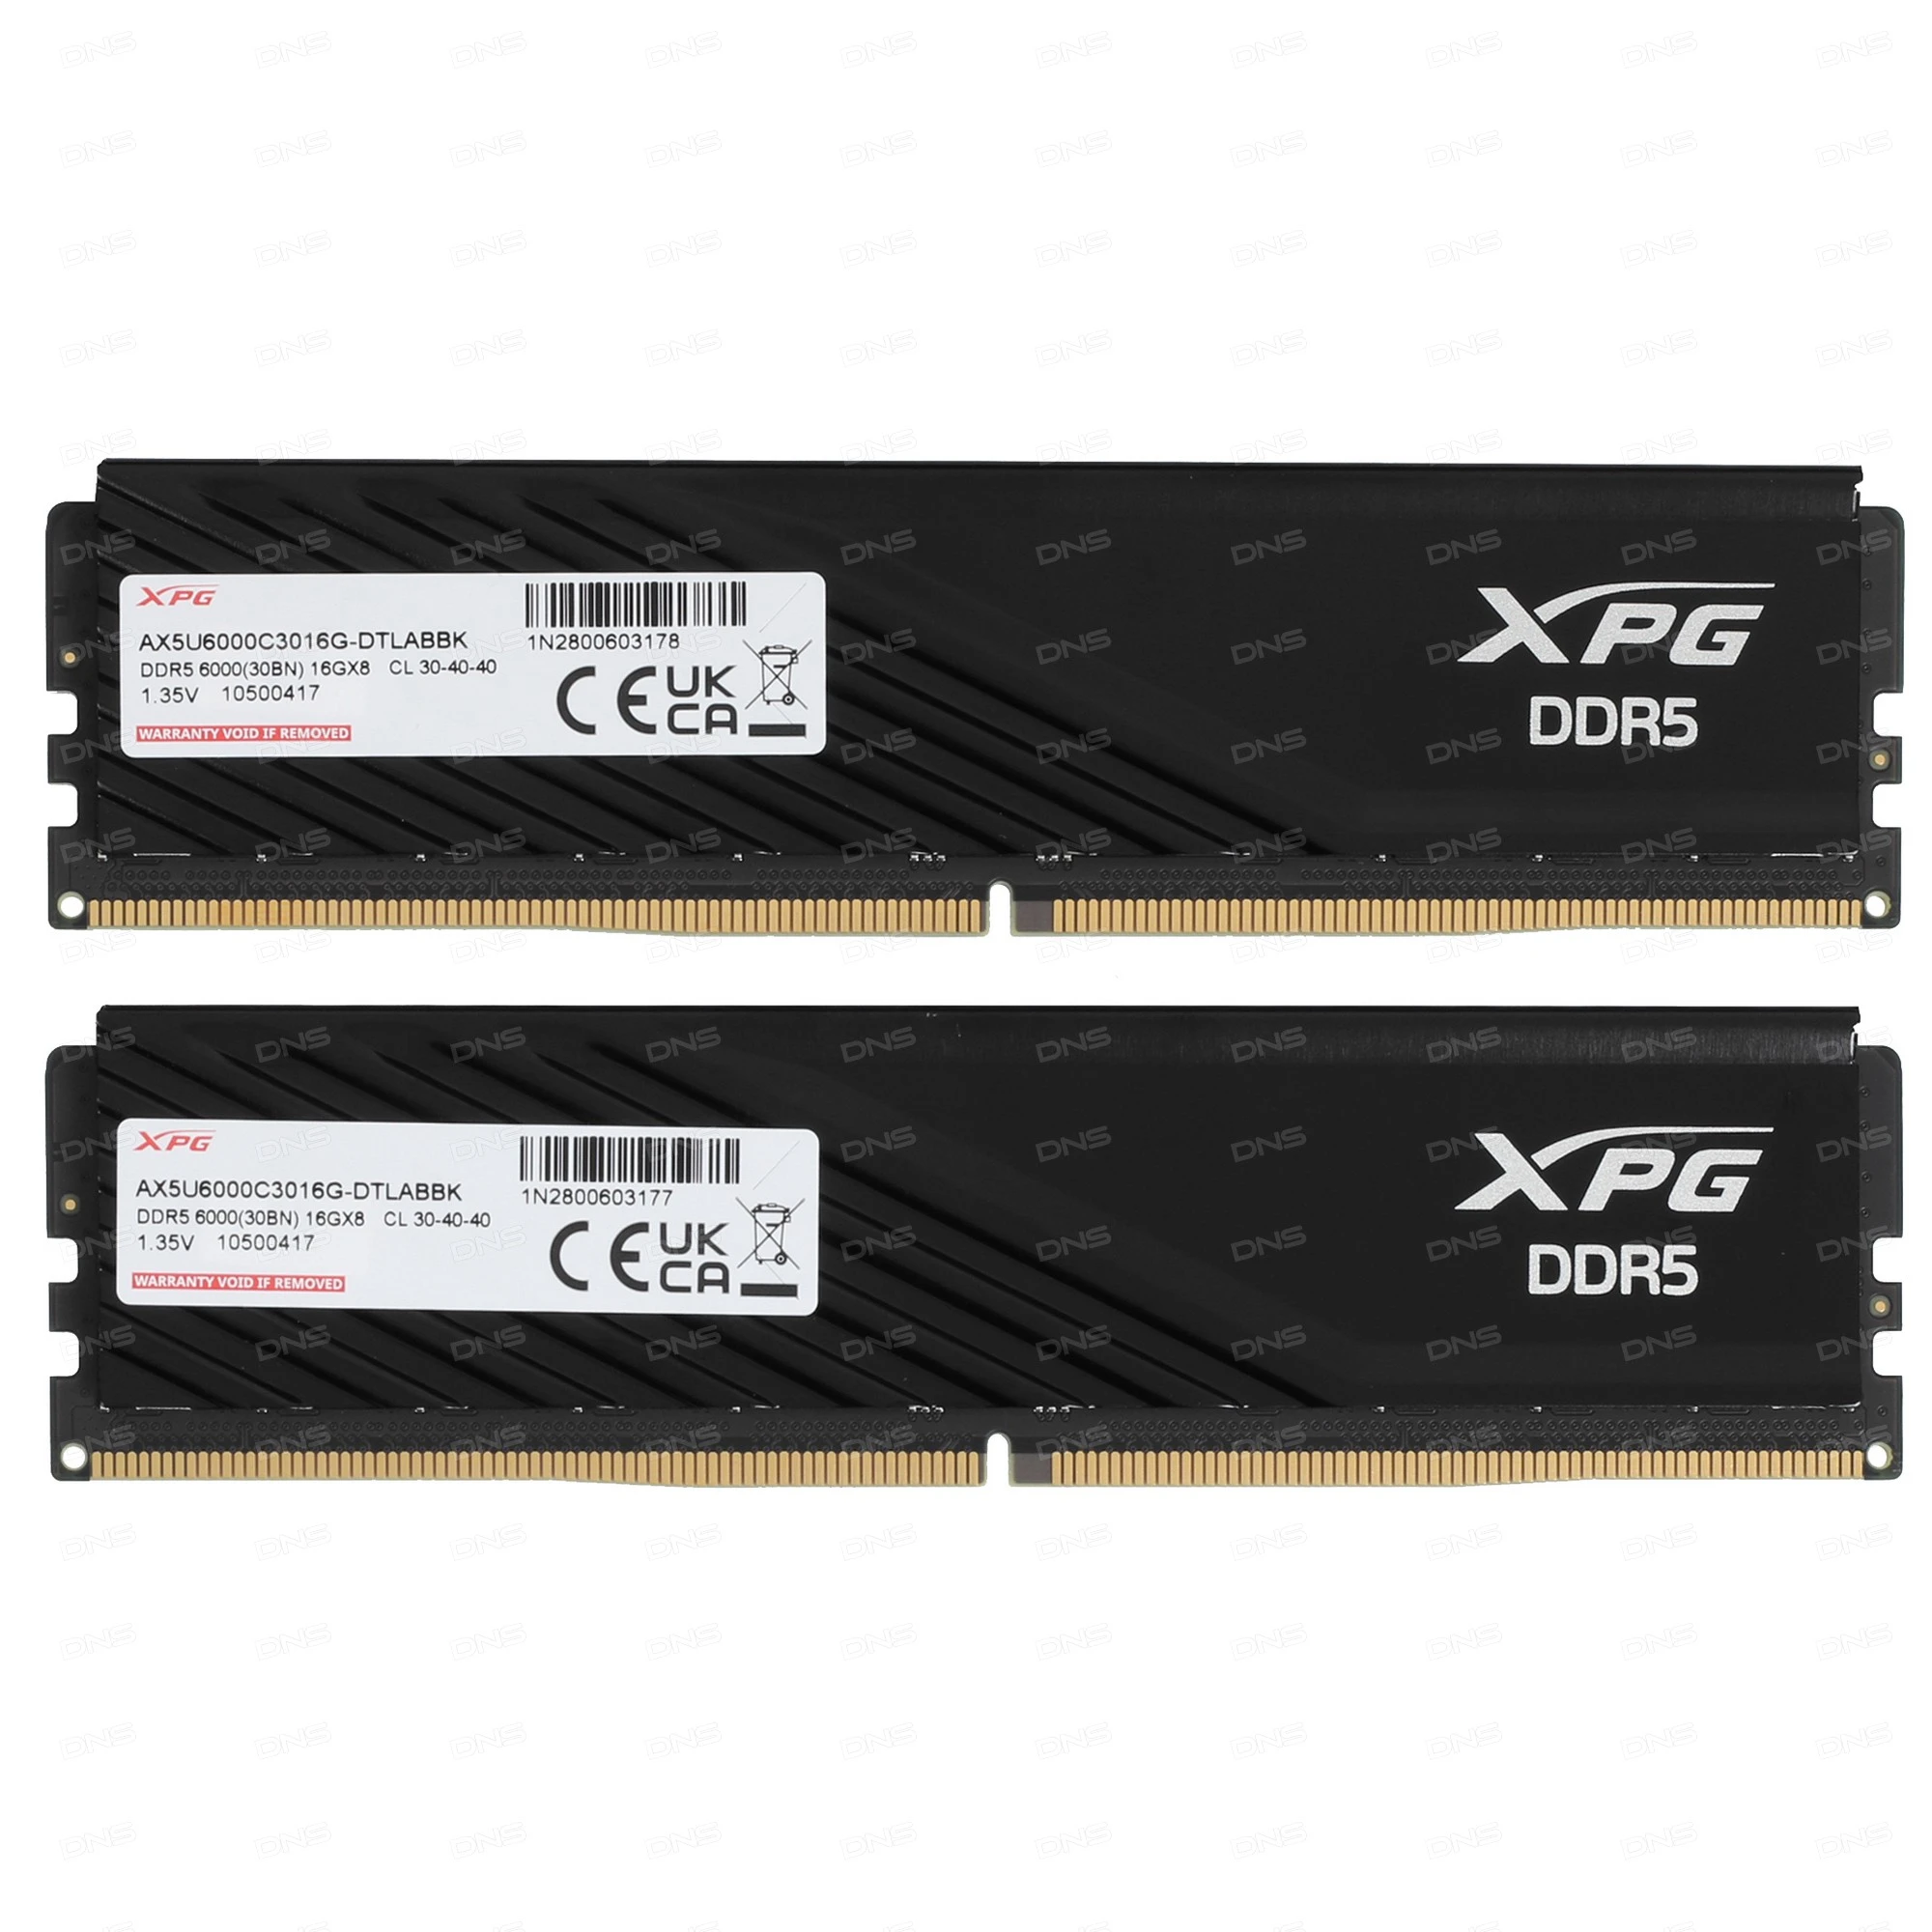 XPG
AX5U6000C3016G-DTLABBK
DDR5 6000(30BN) 16GX8 CL 30-40-40
1.35V 10500417
WARRANTY VOID IF REMOVED
1N2800603178
CE UK CA
XPG
DDR5
XPG
AX5U6000C3016G-DTLABBK
DDR5 6000(30BN) 16GX8 CL 30-40-40
1.35V 10500417
WARRANTY VOID IF REMOVED
1N2800603177
CE UK CA
XPG
DDR5
DNS